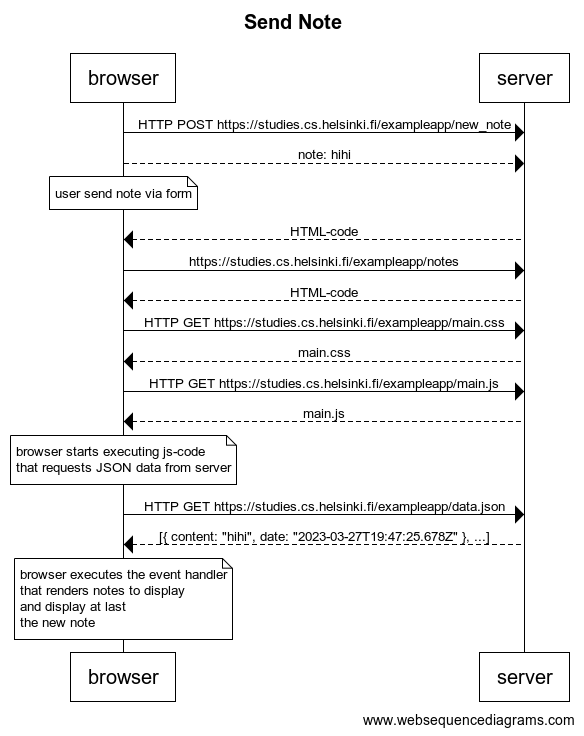 Send Note
browser
server
HTTP POST https://studies.cs.helsinki.fi/exampleapp/new_note
note: hihi
user send note via form
HTML-code
https://studies.cs.helsinki.fi/exampleapp/notes
HTML-code
HTTP GET https://studies.cs.helsinki.fi/exampleapp/main.css
main.css
HTTP GET https://studies.cs.helsinki.fi/exampleapp/main.js
main.js
browser starts executing js-code
that requests JSON data from server
HTTP GET https://studies.cs.helsinki.fi/exampleapp/data.json
[{ content: "hihi", date: "2023-03-27T19:47:25.678Z" }, ...]
browser executes the event handler
that renders notes to display
and display at last
the new note
browser
server
www.websequencediagrams.com